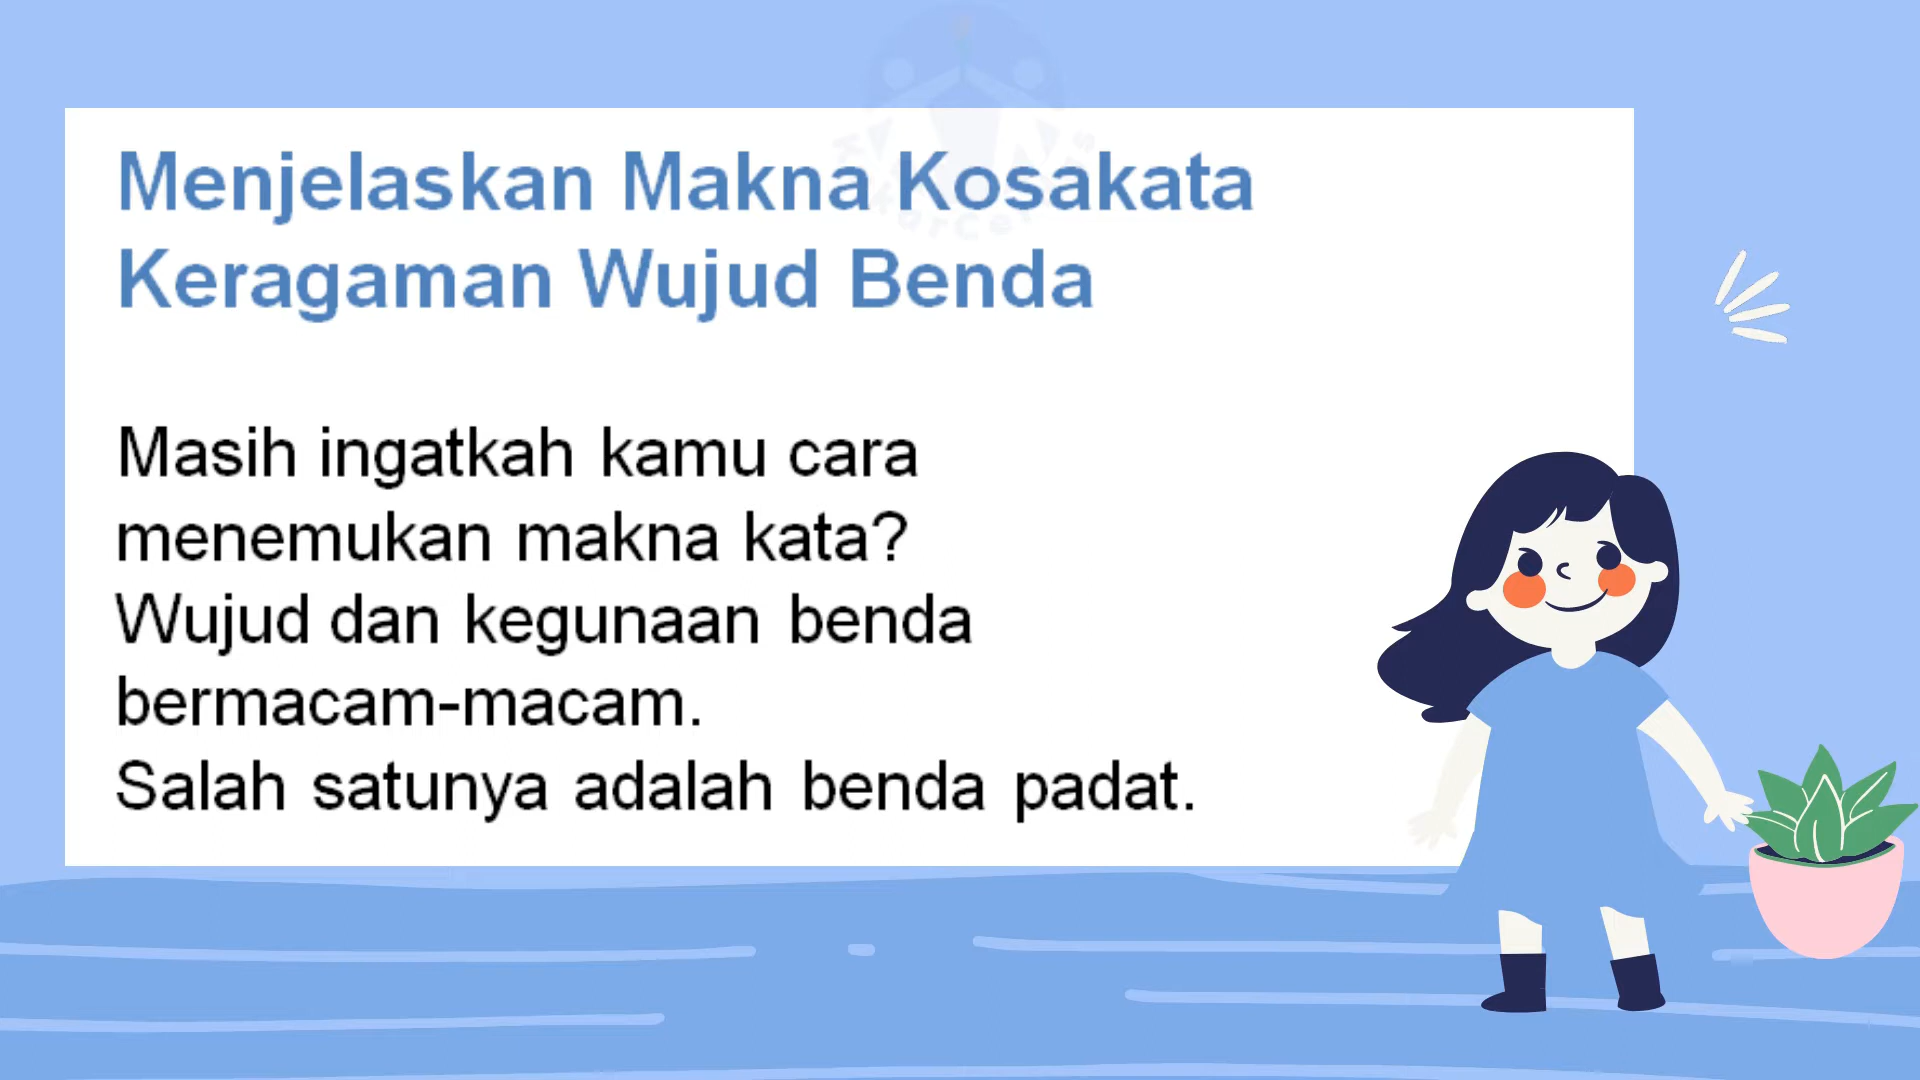 Menjelaskan Makna Kosakata
Keragaman Wujud Benda
Masih ingatkah kamu cara
menemukan makna kata?
Wujud dan kegunaan benda
bermacam-macam.
Salah satunya adalah benda padat.